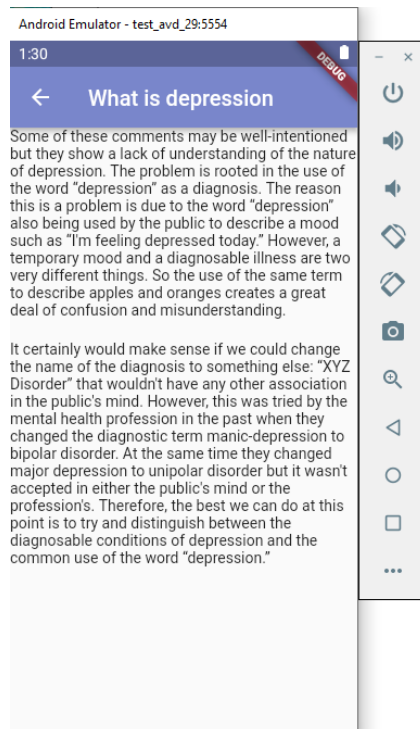 Android Emulator - test_avd_29:5554
1:30
DEBUG
What is depression
Some of these comments may be well-intentioned
but they show a lack of understanding of the nature
of depression. The problem is rooted in the use of
the word “depression” as a diagnosis. The reason
this is a problem is due to the word “depression”
also being used by the public to describe a mood
such as “I'm feeling depressed today.” However, a
temporary mood and a diagnosable illness are two
very different things. So the use of the same term
to describe apples and oranges creates a great
deal of confusion and misunderstanding.
It certainly would make sense if we could change
the name of the diagnosis to something else: “XYZ
Disorder” that wouldn't have any other association
in the public's mind. However, this was tried by the
mental health profession in the past when they
changed the diagnostic term manic-depression to
bipolar disorder. At the same time they changed
major depression to unipolar disorder but it wasn't
accepted in either the public's mind or the
profession's. Therefore, the best we can do at this
point is to try and distinguish between the
diagnosable conditions of depression and the
common use of the word “depression.”